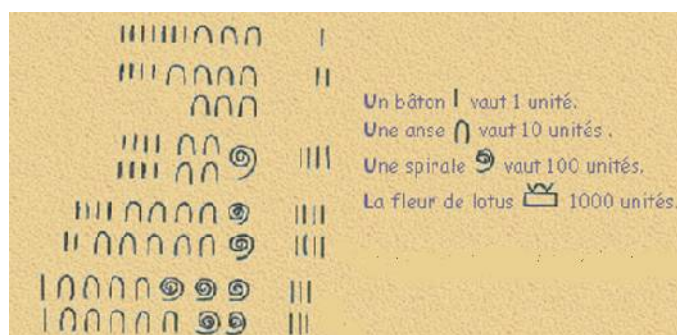 Un bâton vaut 1 unité.
Une anse vaut 10 unités .
Une spirale vaut 100 unités.
La fleur de lotus 1000 unités.